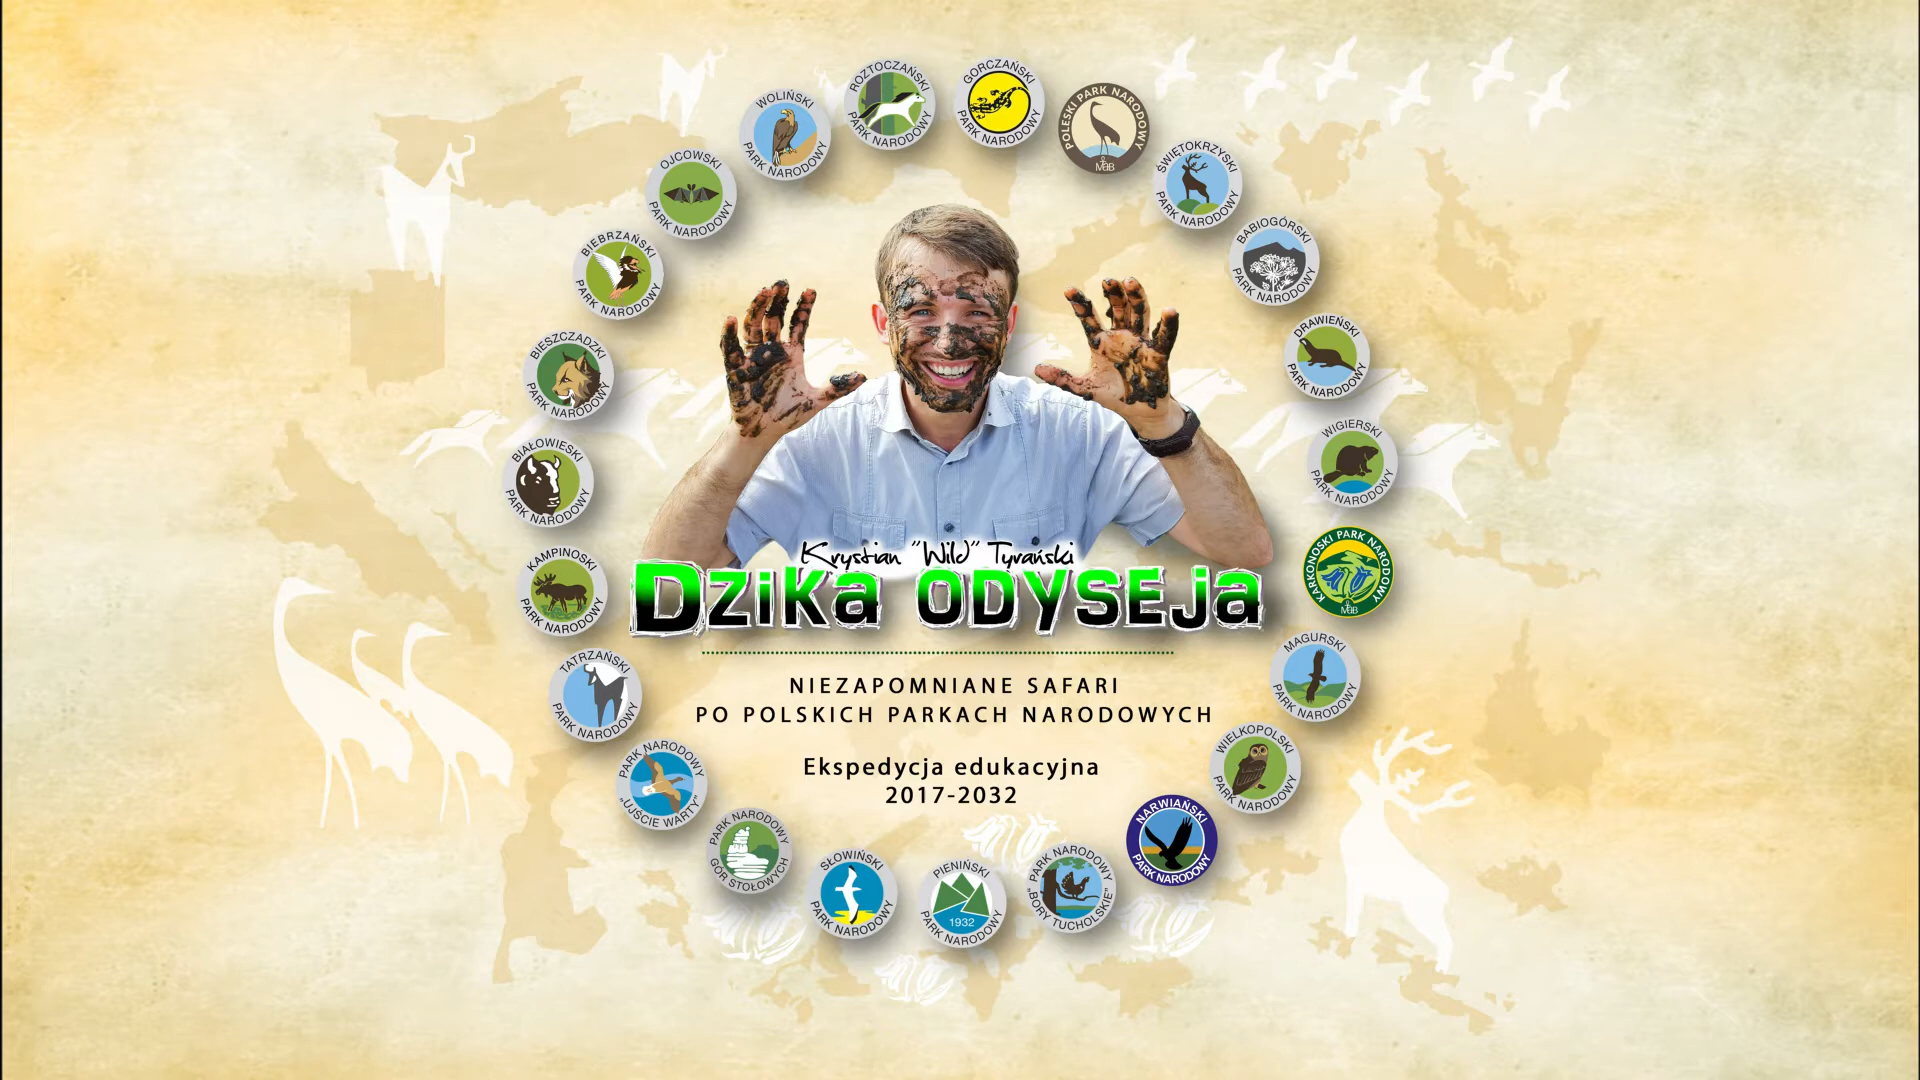 Krystian "Wild" Tyrański
Dzika ODYSEja
NIEZAPOMNIANE SAFARI
PO POLSKICH PARKACH NARODOWYCH
Ekspedycja edukacyjna
2017-2032
ROZTOCZAŃSKI
PARK NARODOWY
GORCZAŃSKI
PARK NARODOWY
POLESKI PARK NARODOWY
MaB
ŚWIĘTOKRZYSKI
PARK NARODOWY
BABIOGÓRSKI
PARK NARODOWY
DRAWIEŃSKI
PARK NARODOWY
WIGIERSKI
PARK NARODOWY
KARKONOSKI PARK NARODOWY
MaB
MAGURSKI
PARK NARODOWY
WIELKOPOLSKI
PARK NARODOWY
NARWIAŃSKI
PARK NARODOWY
PARK NARODOWY
„BORY TUCHOLSKIE"
PIENIŃSKI
1932
PARK NARODOWY
SŁOWIŃSKI
PARK NARODOWY
PARK NARODOWY
GÓR STOŁOWYCH
PARK NARODOWY
„UJŚCIE WARTY"
TATRZAŃSKI
PARK NARODOWY
KAMPINOSKI
PARK NARODOWY
BIAŁOWIESKI
PARK NARODOWY
BIESZCZADZKI
PARK NARODOWY
BIEBRZAŃSKI
PARK NARODOWY
OJCOWSKI
PARK NARODOWY
WOLIŃSKI
PARK NARODOWY